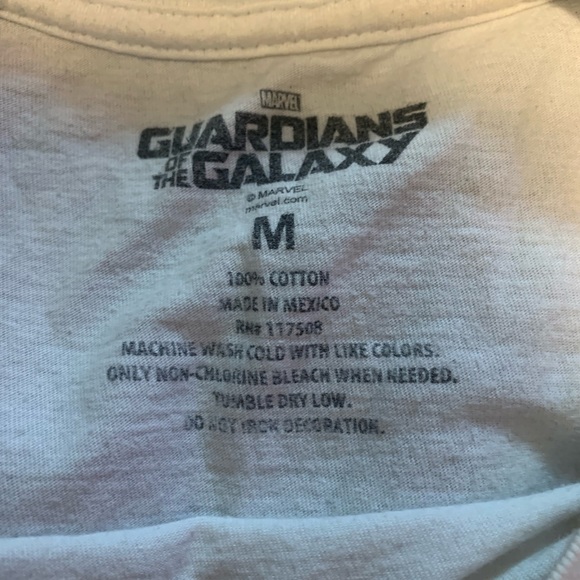 MARVEL
GUARDIANS
OF THE GALAXY
© MARVEL
marvel.com
M
100% COTTON
MADE IN MEXICO
RN# 117508
MACHINE WASH COLD WITH LIKE COLORS.
ONLY NON-CHLORINE BLEACH WHEN NEEDED.
TUMBLE DRY LOW.
DO NOT IRON DECORATION.